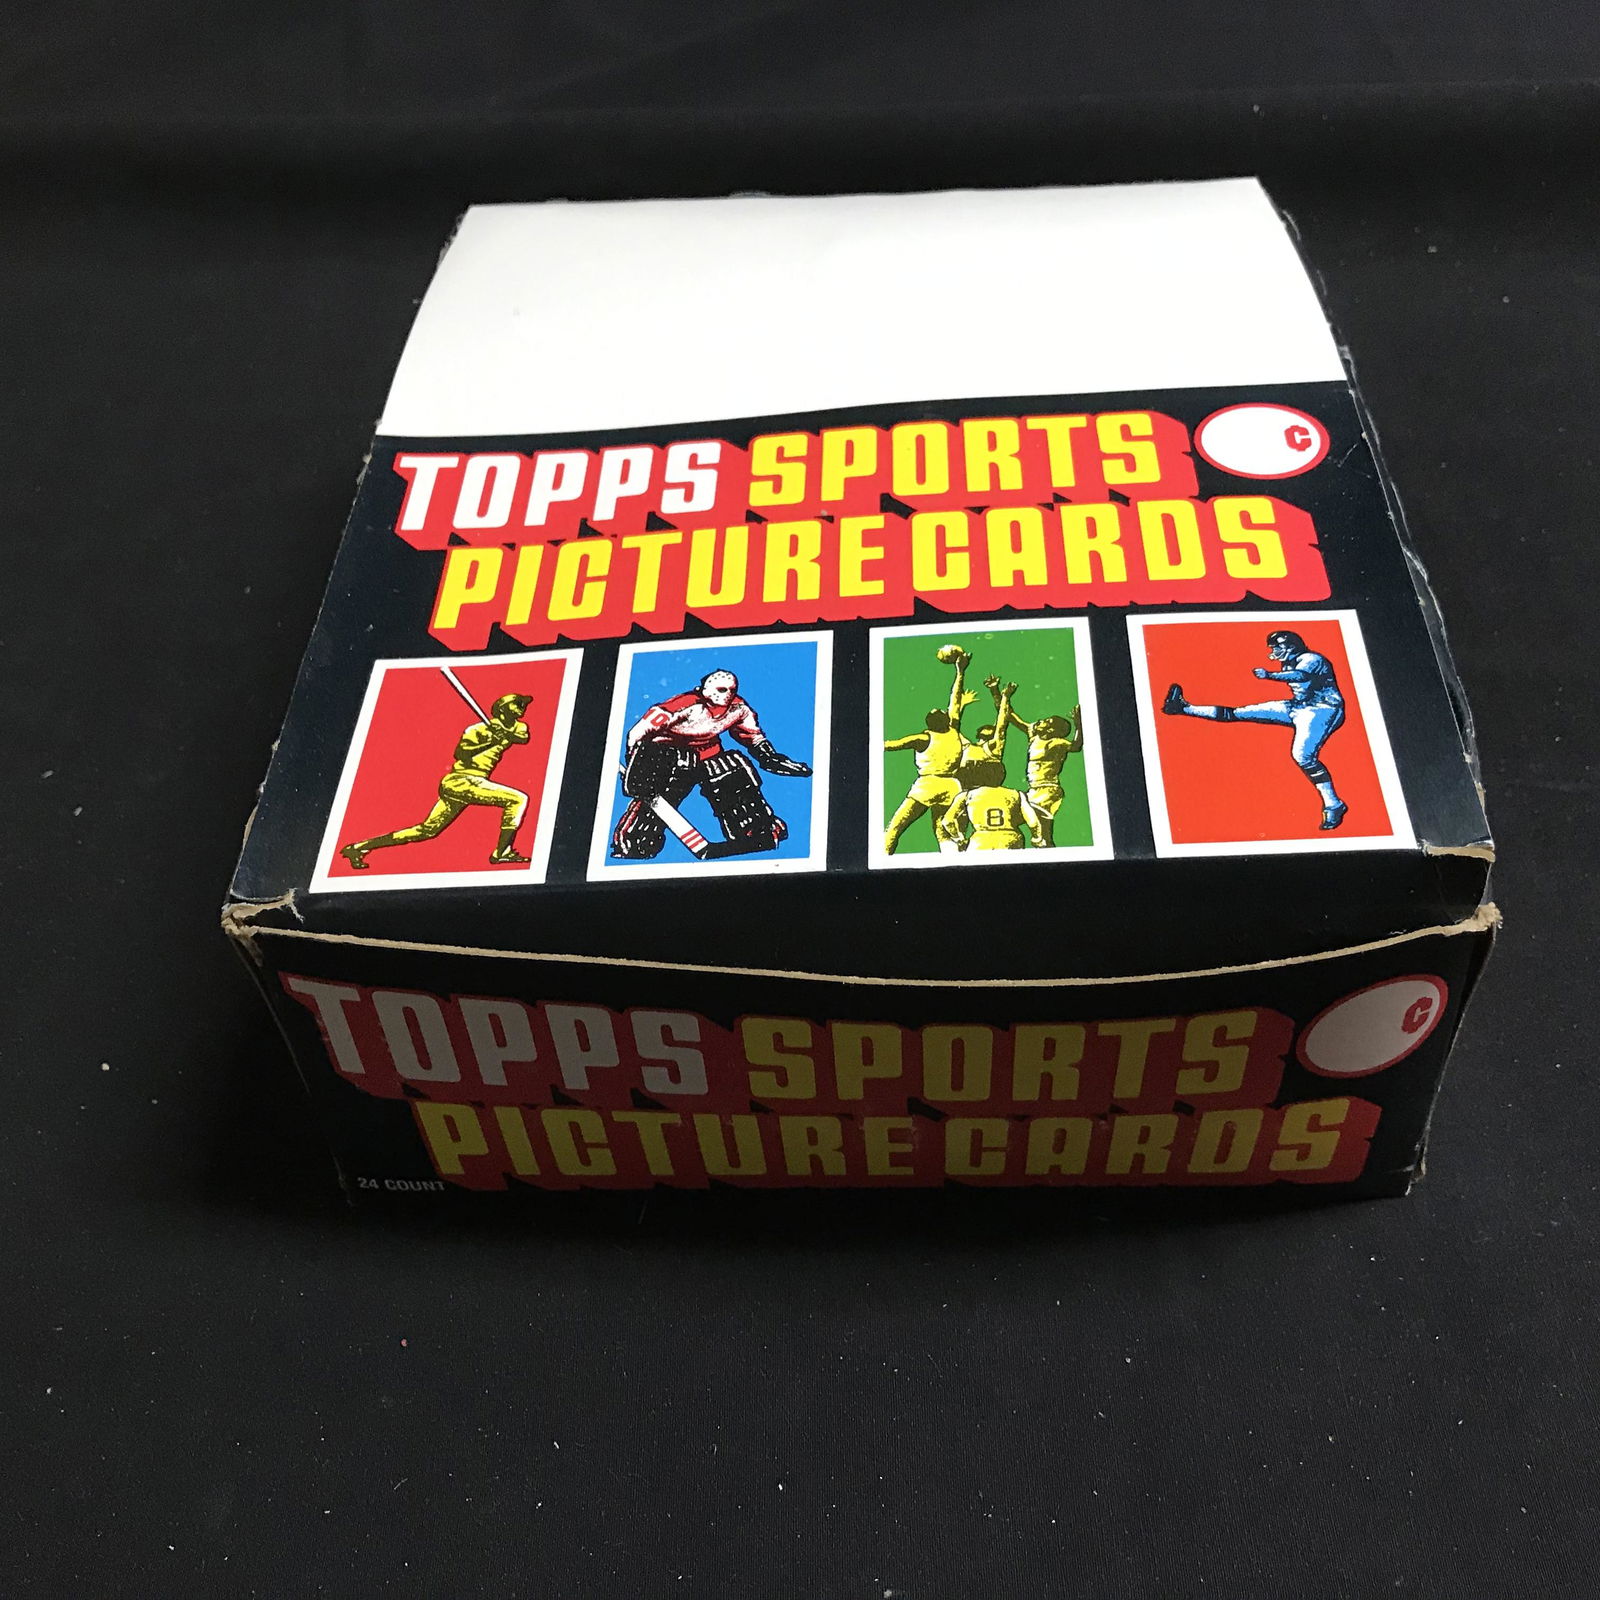 TOPPS SPORTS C
PICTURE CARDS
8
TOPPS SPORTS C
PICTURE CARDS
24 COUNT